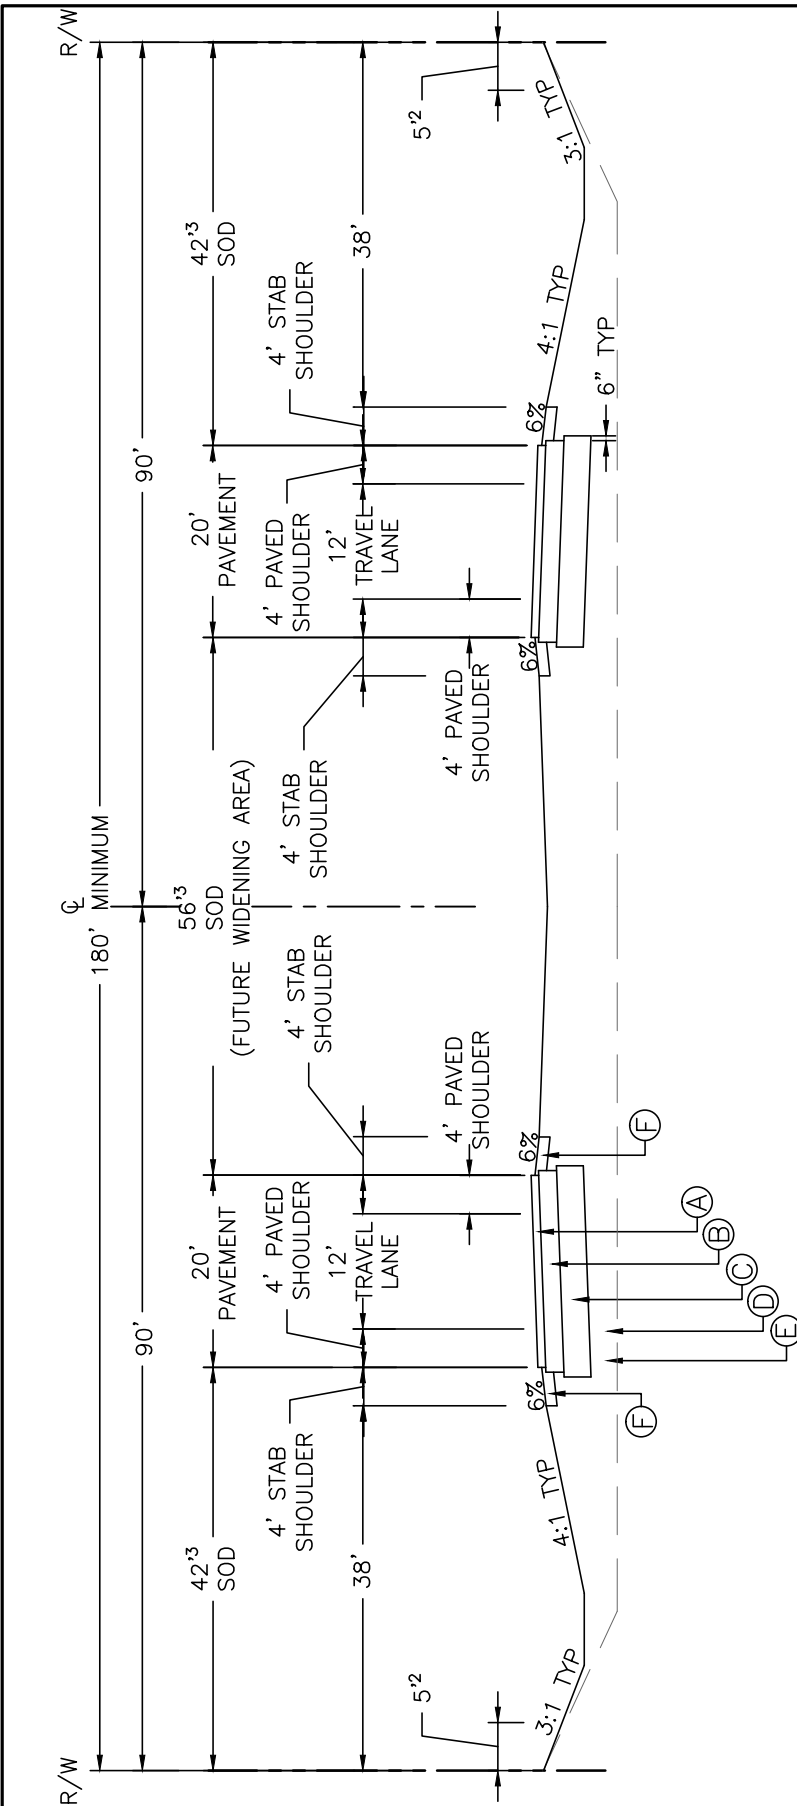 R/W
℄
R/W
180' MINIMUM
90'
90'
42'³
SOD
20'
PAVEMENT
56'³
SOD
(FUTURE WIDENING AREA)
20'
PAVEMENT
42'³
SOD
4' STAB
SHOULDER
4' PAVED
SHOULDER
4' STAB
SHOULDER
4' STAB
SHOULDER
4' PAVED
SHOULDER
4' STAB
SHOULDER
38'
12'
TRAVEL
LANE
12'
TRAVEL
LANE
38'
5'²
4' PAVED
SHOULDER
4' PAVED
SHOULDER
5'²
3:1 TYP
4:1 TYP
6%
6%
6%
6%
4:1 TYP
3:1 TYP
6" TYP
F
E
D
C
B
A
F